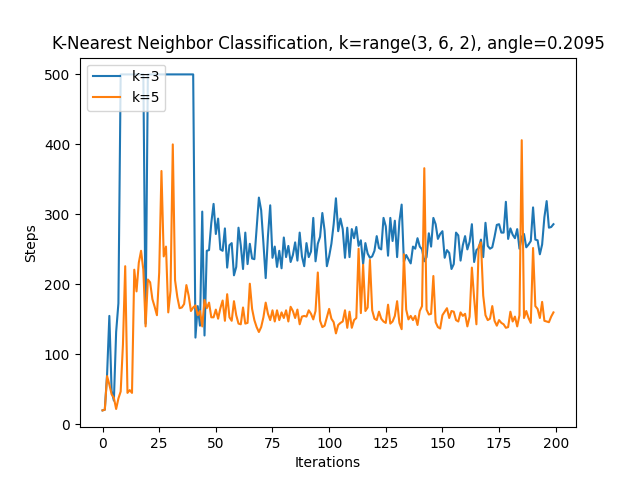 K-Nearest Neighbor Classification, k=range(3, 6, 2), angle=0.2095
500
400
300
200
100
0
Steps
k=3
k=5
0 25 50 75 100 125 150 175 200
Iterations